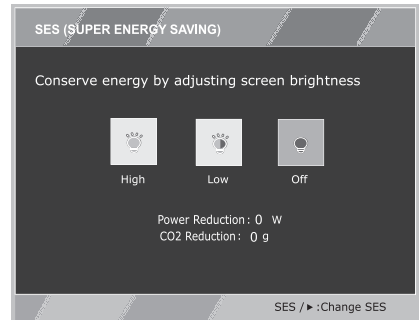 SES (SUPER ENERGY SAVING)
Conserve energy by adjusting screen brightness
High Low Off
Power Reduction: 0 W
CO2 Reduction: 0 g
SES / ►:Change SES